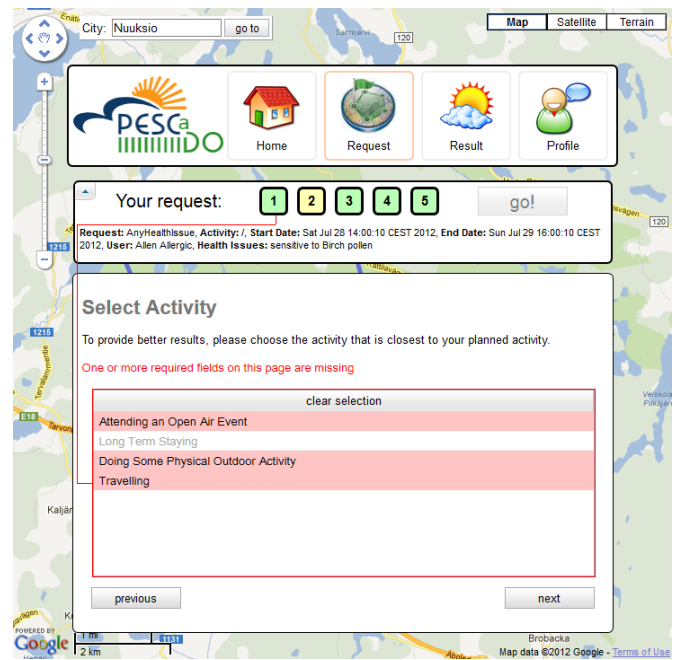 City: Nuuksio go to
Map Satellite Terrain
Salmijärvi
120
PESCaDO
Home Request Result Profile
Your request: 1 2 3 4 5 go!
Request: AnyHealthIssue, Activity: /, Start Date: Sat Jul 28 14:00:10 CEST 2012, End Date: Sun Jul 29 16:00:10 CEST
2012, User: Allen Allergic, Health Issues: sensitive to Birch pollen
120
1215
Select Activity
To provide better results, please choose the activity that is closest to your planned activity.
One or more required fields on this page are missing
1215
clear selection
Attending an Open Air Event
Long Term Staying
Doing Some Physical Outdoor Activity
Travelling
E18
previous next
POWERED BY
Google
1 mi
2 km
1131
Brobacka
Map data ©2012 Google - Terms of Use